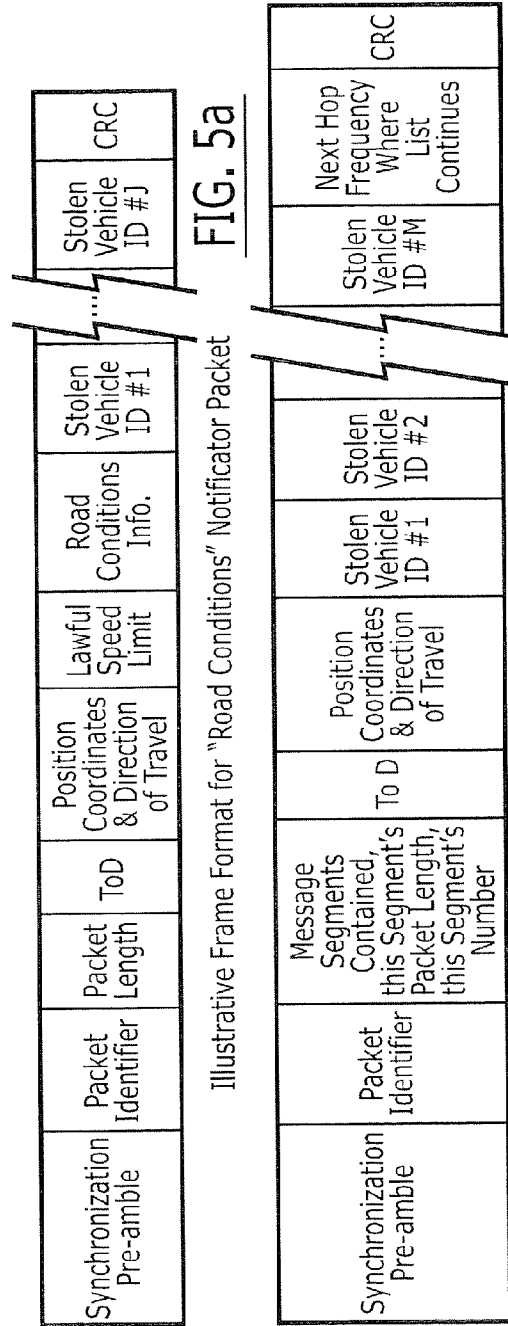 Synchronization
Pre-amble
Packet
Identifier
Packet
Length
ToD
Position
Coordinates
& Direction
of Travel
Lawful
Speed
Limit
Road
Conditions
Info.
Stolen
Vehicle
ID #1
....
Stolen
Vehicle
ID #J
CRC
Illustrative Frame Format for "Road Conditions" Notificator Packet
FIG. 5a
Synchronization
Pre-amble
Packet
Identifier
Message
Segments
Contained,
this Segment's
Packet Length,
this Segment's
Number
To D
Position
Coordinates
& Direction
of Travel
Stolen
Vehicle
ID #1
Stolen
Vehicle
ID #2
....
Stolen
Vehicle
ID #M
Next Hop
Frequency
Where
List
Continues
CRC